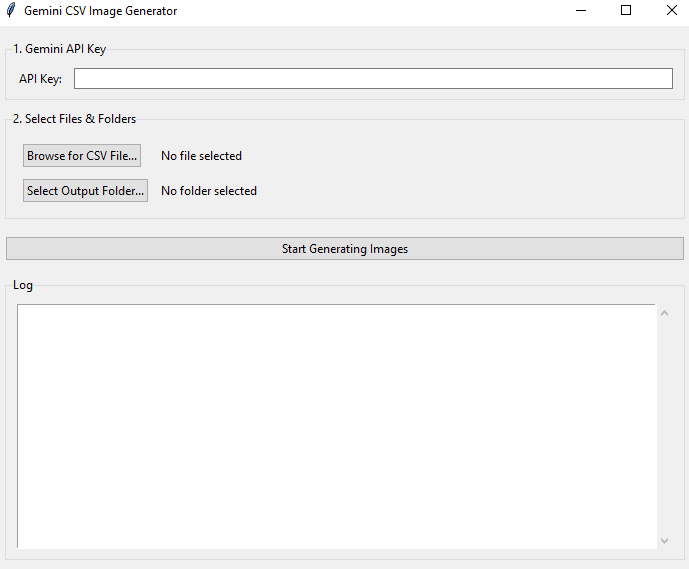 Gemini CSV Image Generator
1. Gemini API Key
API Key:
2. Select Files & Folders
Browse for CSV File... No file selected
Select Output Folder... No folder selected
Start Generating Images
Log